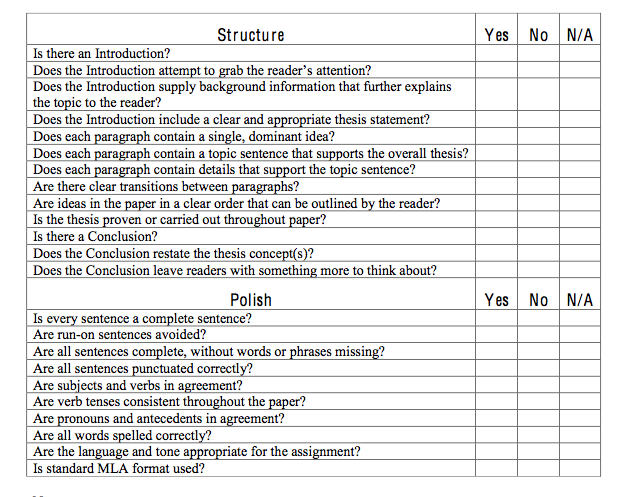 Structure Yes No N/A
Is there an Introduction?
Does the Introduction attempt to grab the reader's attention?
Does the Introduction supply background information that further explains
the topic to the reader?
Does the Introduction include a clear and appropriate thesis statement?
Does each paragraph contain a single, dominant idea?
Does each paragraph contain a topic sentence that supports the overall thesis?
Does each paragraph contain details that support the topic sentence?
Are there clear transitions between paragraphs?
Are ideas in the paper in a clear order that can be outlined by the reader?
Is the thesis proven or carried out throughout paper?
Is there a Conclusion?
Does the Conclusion restate the thesis concept(s)?
Does the Conclusion leave readers with something more to think about?
Polish Yes No N/A
Is every sentence a complete sentence?
Are run-on sentences avoided?
Are all sentences complete, without words or phrases missing?
Are all sentences punctuated correctly?
Are subjects and verbs in agreement?
Are verb tenses consistent throughout the paper?
Are pronouns and antecedents in agreement?
Are all words spelled correctly?
Are the language and tone appropriate for the assignment?
Is standard MLA format used?